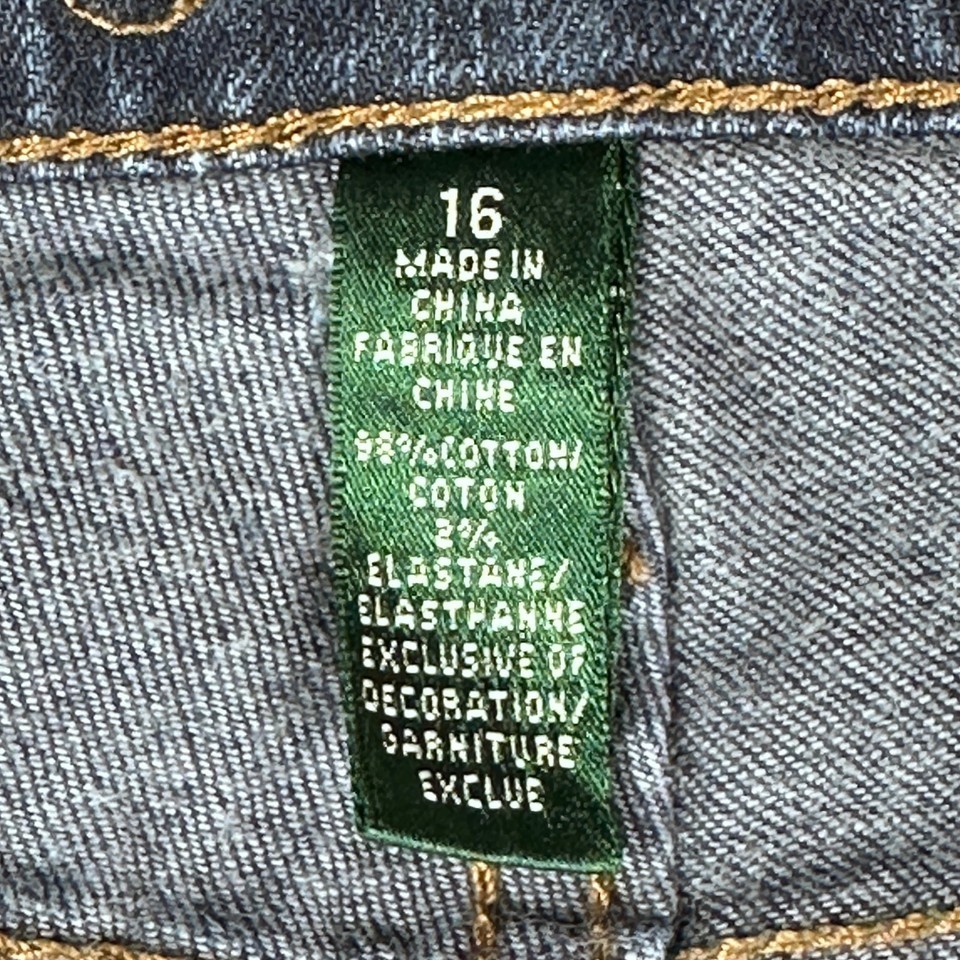 16
MADE IN
CHINA
FABRIQUE EN
CHINE
98% COTTON/
COTON
2%
ELASTANE/
ELASTHANNE
EXCLUSIVE OF
DECORATION/
GARNITURE
EXCLUE